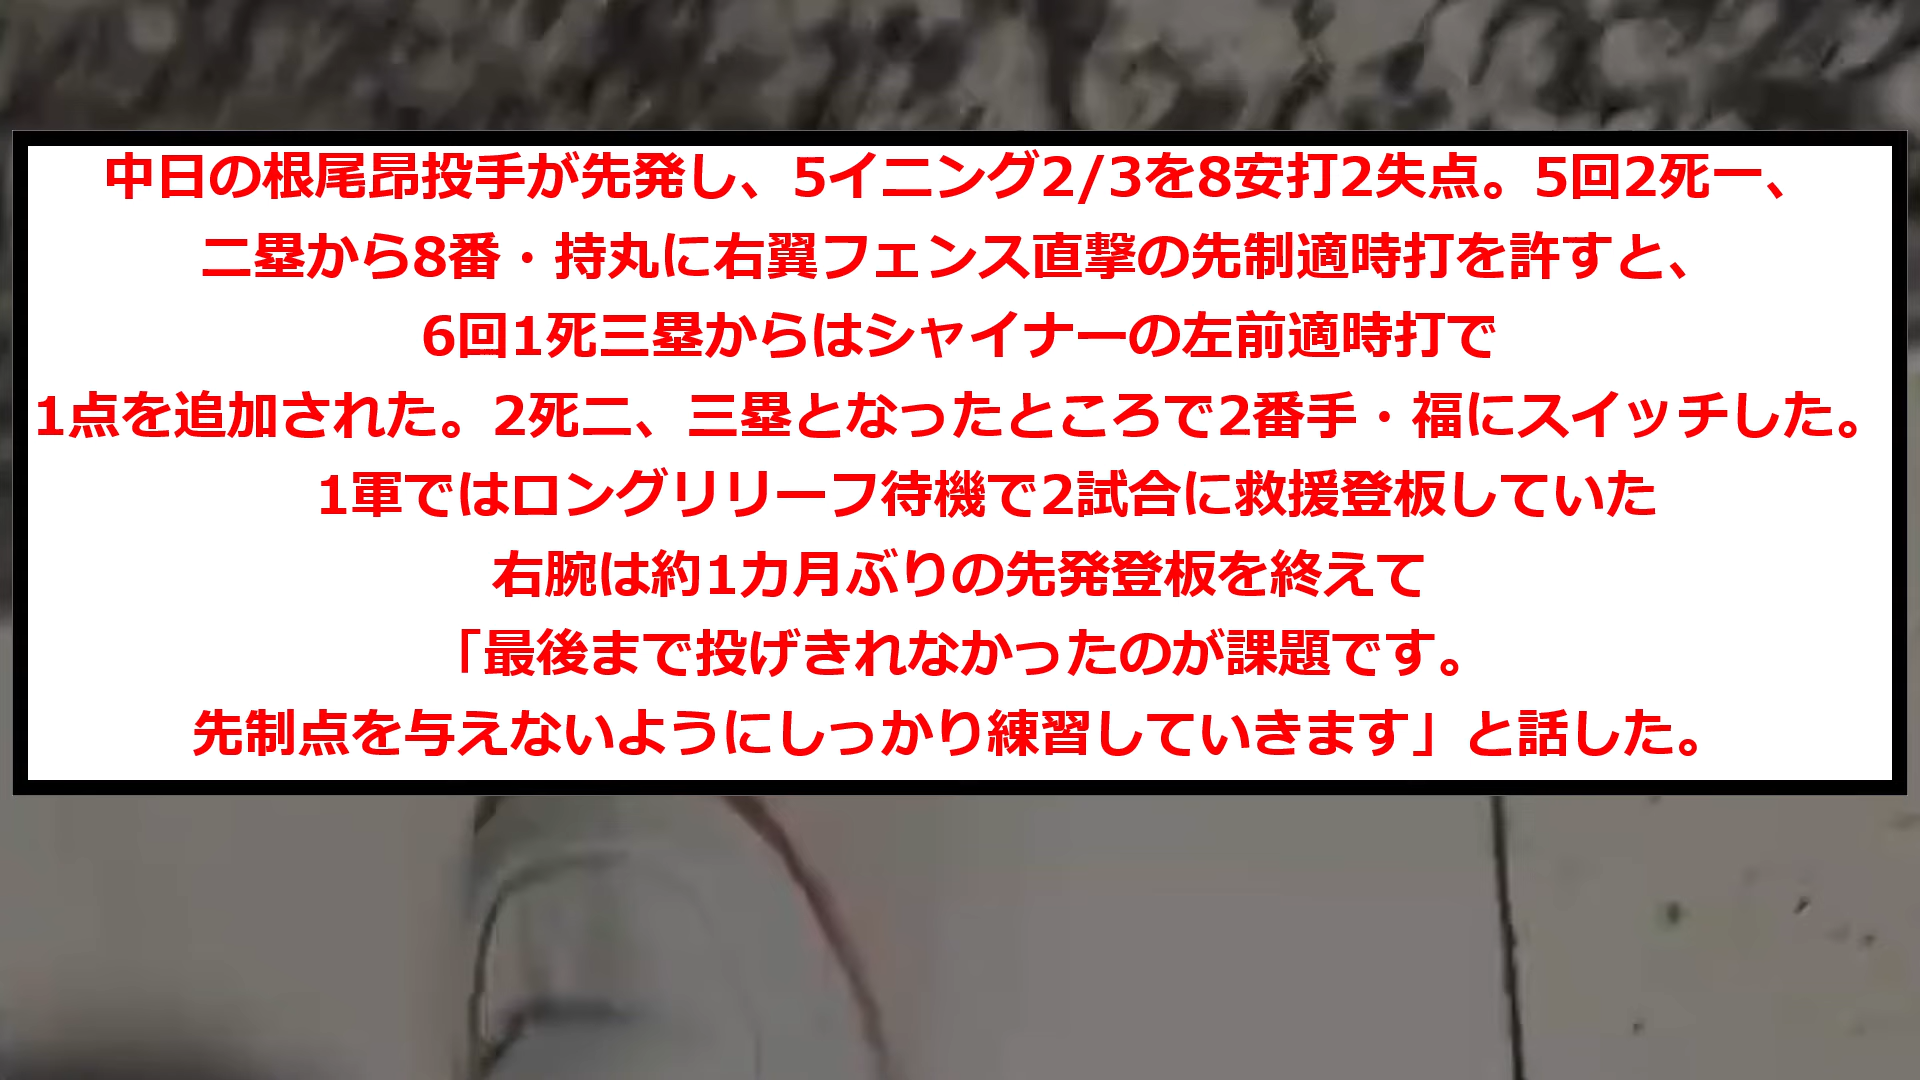 中日の根尾昂投手が先発し、5イニング2/3を8安打2失点。5回2死一、
二塁から8番・持丸に右翼フェンス直撃の先制適時打を許すと、
6回1死三塁からはシャイナーの左前適時打で
1点を追加された。2死二、三塁となったところで2番手・福にスイッチした。
1軍ではロングリリーフ待機で2試合に救援登板していた
右腕は約1カ月ぶりの先発登板を終えて
「最後まで投げきれなかったのが課題です。
先制点を与えないようにしっかり練習していきます」と話した。